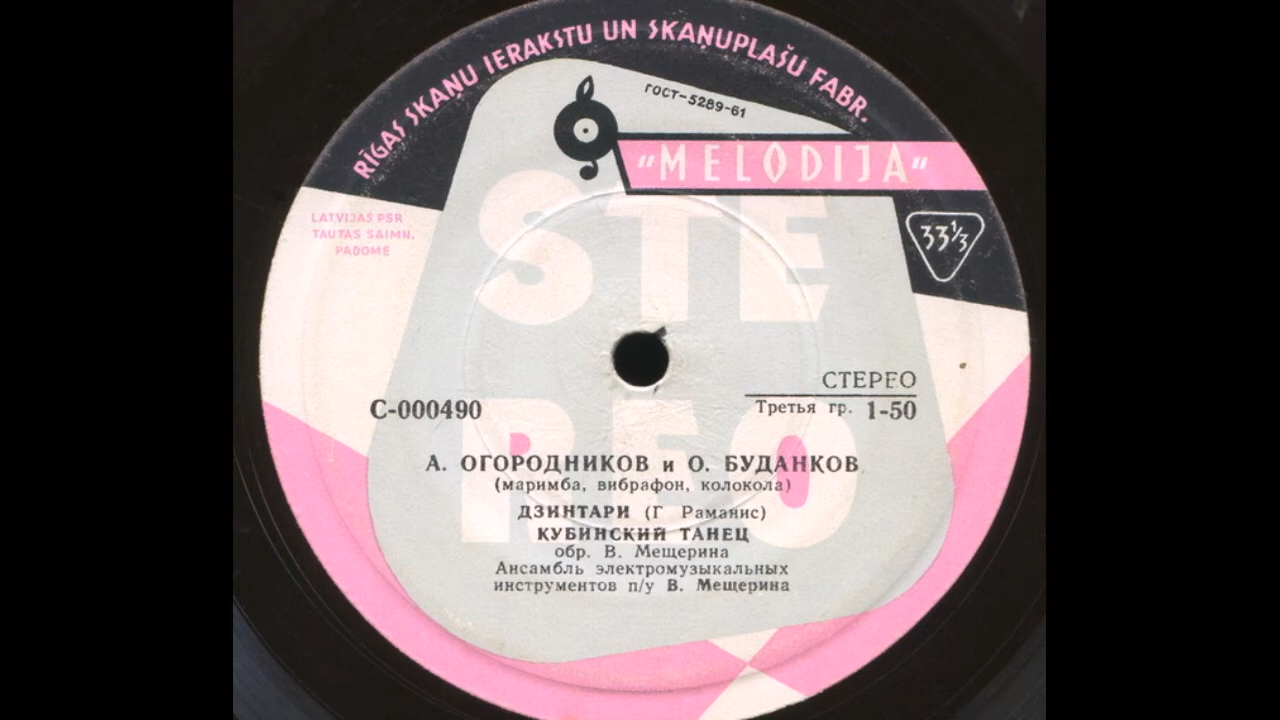 RĪGAS SKAŅU IERAKSTU UN SKAŅUPLAŠU FABR.
ГОСТ-5289-61
"MELODIJA"
LATVIJAS PSR
TAUTAS SAIMN.
PADOME
33⅓
STE
REO
СТЕРЕО
С-000490
Третья гр. 1-50
А. ОГОРОДНИКОВ и О. БУДАНКОВ
(маримба, вибрафон, колокола)
ДЗИНТАРИ (Г Раманис)
КУБИНСКИЙ ТАНЕЦ
обр. В. Мещерина
Ансамбль электромузыкальных
инструментов п/у В. Мещерина